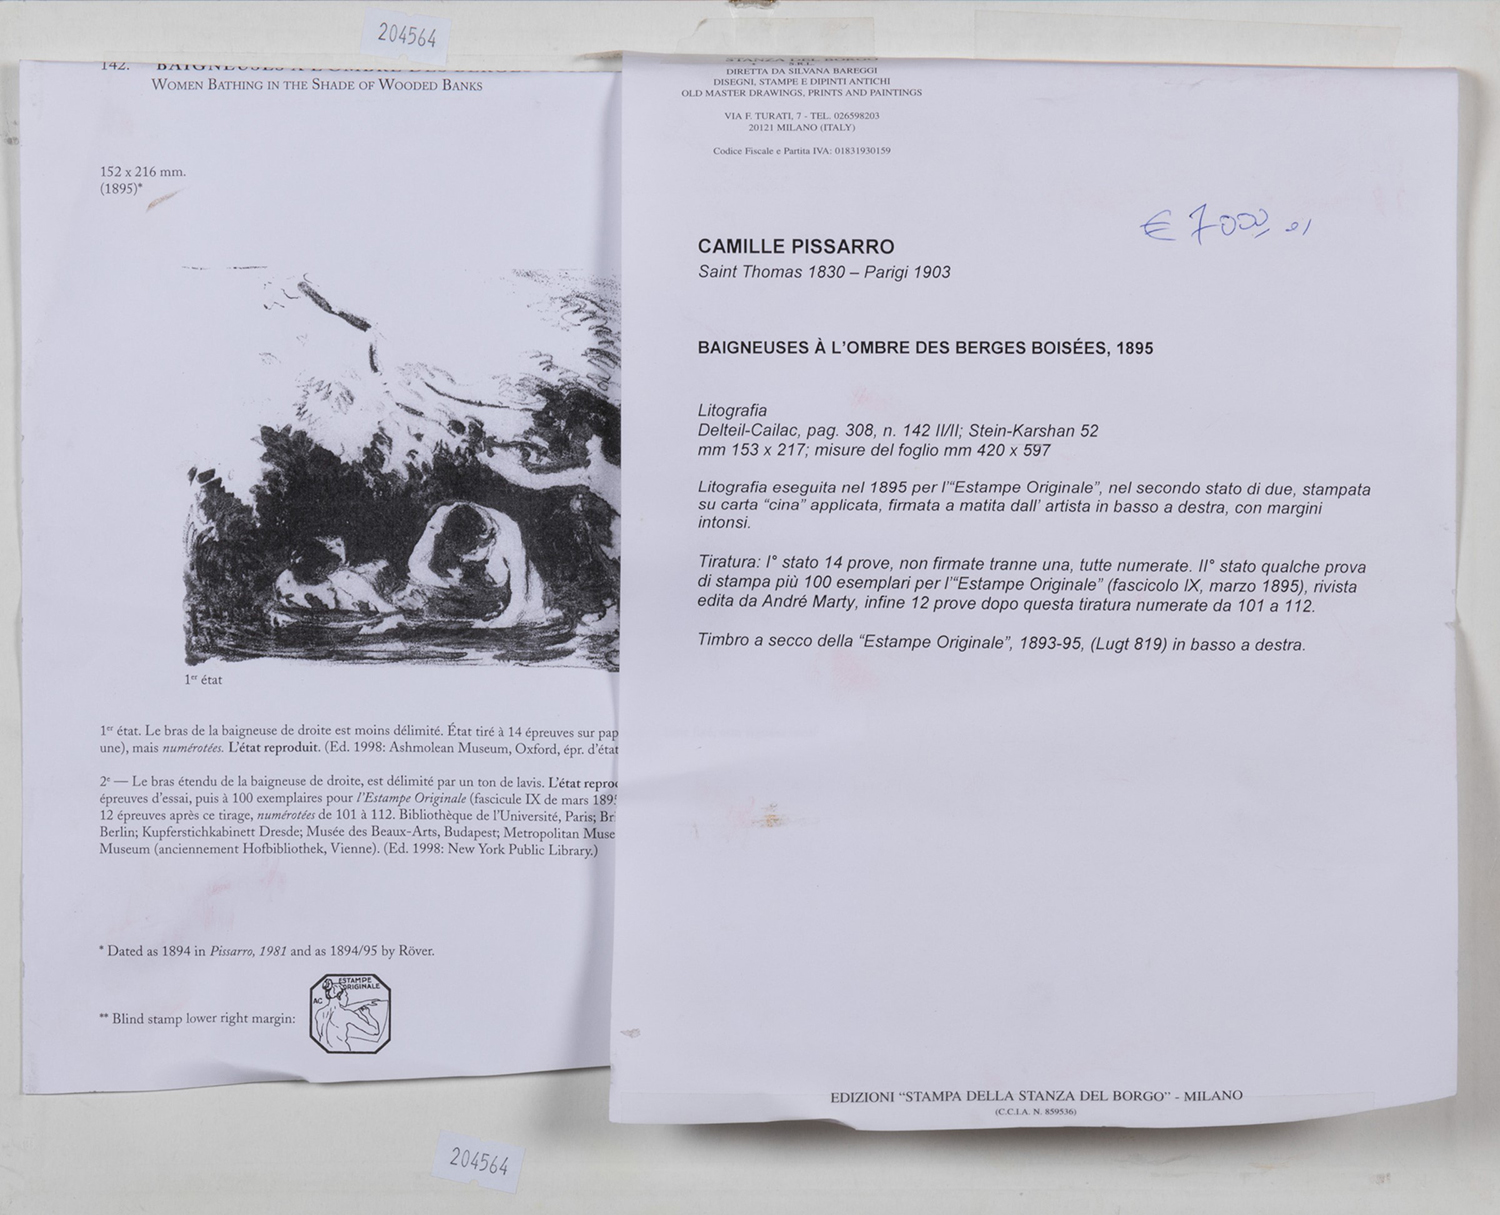 204564
142. BAIGNEUSES À L'OMBRE DES BERGES
WOMEN BATHING IN THE SHADE OF WOODED BANKS
152 x 216 mm.
(1895)*
1er état
1er état. Le bras de la baigneuse de droite est moins délimité. État tiré à 14 épreuves sur pap
une), mais numérotées. L'état reproduit. (Ed. 1998: Ashmolean Museum, Oxford, épr. d'état
2e — Le bras étendu de la baigneuse de droite, est délimité par un ton de lavis. L'état repro
épreuves d'essai, puis à 100 exemplaires pour l'Estampe Originale (fascicule IX de mars 189
12 épreuves après ce tirage, numérotées de 101 à 112. Bibliothèque de l'Université, Paris; Br
Berlin; Kupferstichkabinett Dresde; Musée des Beaux-Arts, Budapest; Metropolitan Muse
Museum (anciennement Hofbibliothek, Vienne). (Ed. 1998: New York Public Library.)
* Dated as 1894 in Pissarro, 1981 and as 1894/95 by Röver.
** Blind stamp lower right margin:
ESTAMPE
ORIGINALE
AC
STANZA DEL BORGO
S.R.L.
DIRETTA DA SILVANA BAREGGI
DISEGNI, STAMPE E DIPINTI ANTICHI
OLD MASTER DRAWINGS, PRINTS AND PAINTINGS
VIA F. TURATI, 7 - TEL. 026598203
20121 MILANO (ITALY)
Codice Fiscale e Partita IVA: 01831930159
€ 7000,
CAMILLE PISSARRO
Saint Thomas 1830 – Parigi 1903
BAIGNEUSES À L'OMBRE DES BERGES BOISÉES, 1895
Litografia
Delteil-Cailac, pag. 308, n. 142 II/II; Stein-Karshan 52
mm 153 x 217; misure del foglio mm 420 x 597
Litografia eseguita nel 1895 per l'"Estampe Originale", nel secondo stato di due, stampata
su carta "cina" applicata, firmata a matita dall' artista in basso a destra, con margini
intonsi.
Tiratura: I° stato 14 prove, non firmate tranne una, tutte numerate. II° stato qualche prova
di stampa più 100 esemplari per l'"Estampe Originale" (fascicolo IX, marzo 1895), rivista
edita da André Marty, infine 12 prove dopo questa tiratura numerate da 101 a 112.
Timbro a secco della "Estampe Originale", 1893-95, (Lugt 819) in basso a destra.
EDIZIONI "STAMPA DELLA STANZA DEL BORGO" - MILANO
(C.C.I.A. N. 859536)
204564